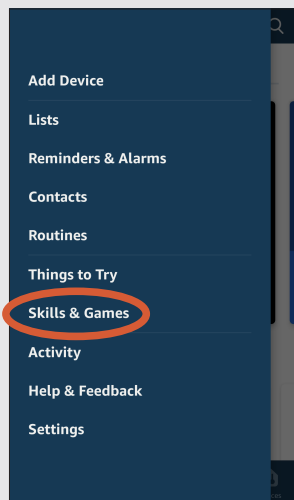 Add Device
Lists
Reminders & Alarms
Contacts
Routines
Things to Try
Skills & Games
Activity
Help & Feedback
Settings